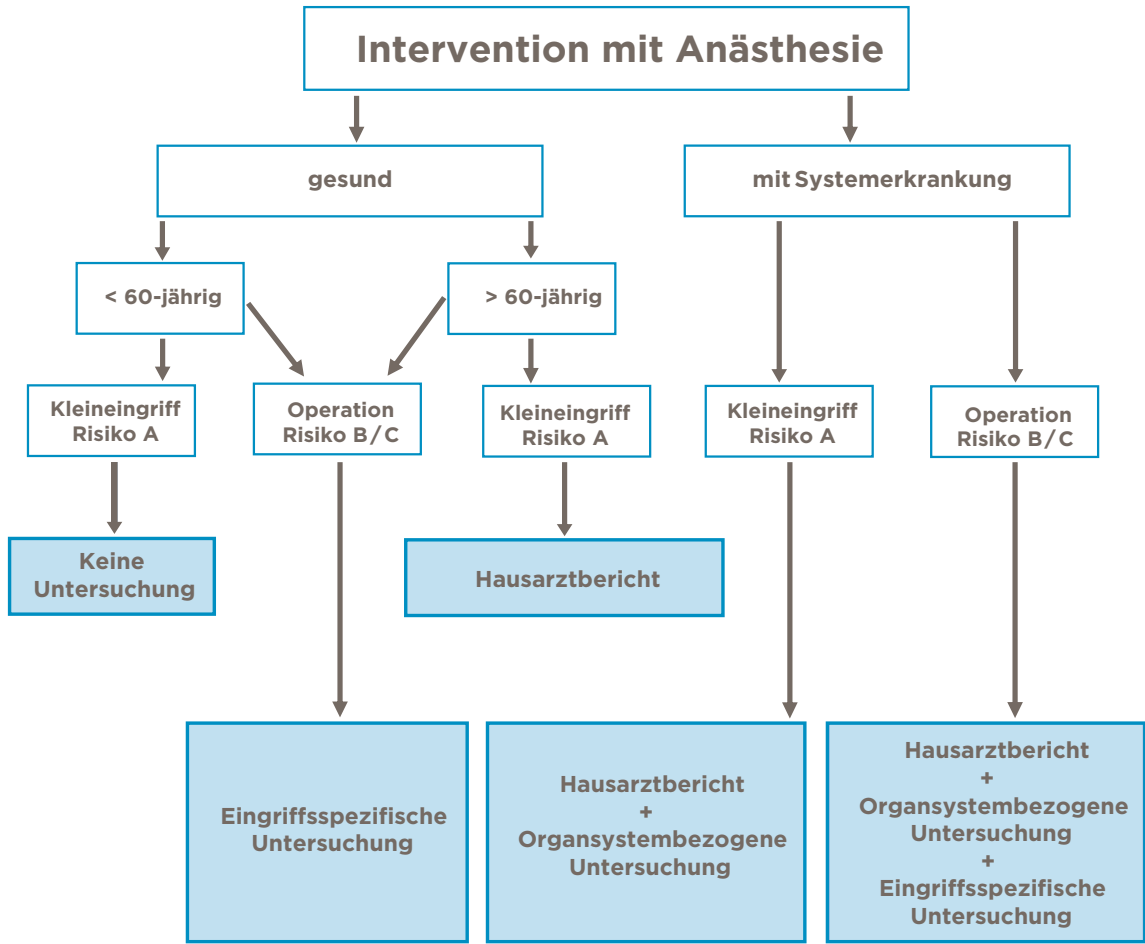 Intervention mit Anästhesie
gesund
mit Systemerkrankung
< 60-jährig
> 60-jährig
Kleineingriff
Risiko A
Operation
Risiko B/C
Kleineingriff
Risiko A
Kleineingriff
Risiko A
Operation
Risiko B/C
Keine
Untersuchung
Hausarztbericht
Eingriffsspezifische
Untersuchung
Hausarztbericht
+
Organsystembezogene
Untersuchung
Hausarztbericht
+
Organsystembezogene
Untersuchung
+
Eingriffsspezifische
Untersuchung